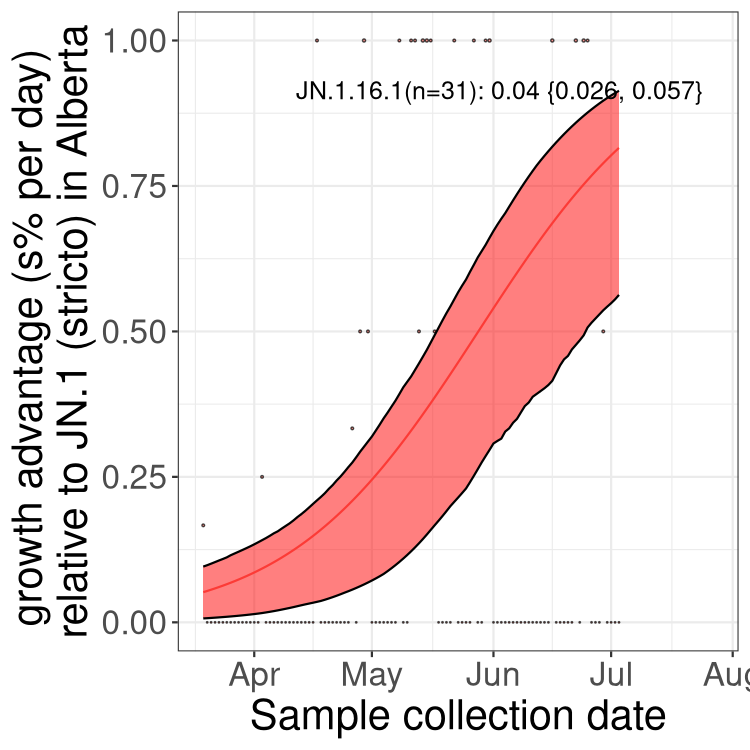 growth advantage (s% per day)
relative to JN.1 (stricto) in Alberta
1.00
0.75
0.50
0.25
0.00
JN.1.16.1(n=31): 0.04 {0.026, 0.057}
Apr May Jun Jul Aug
Sample collection date